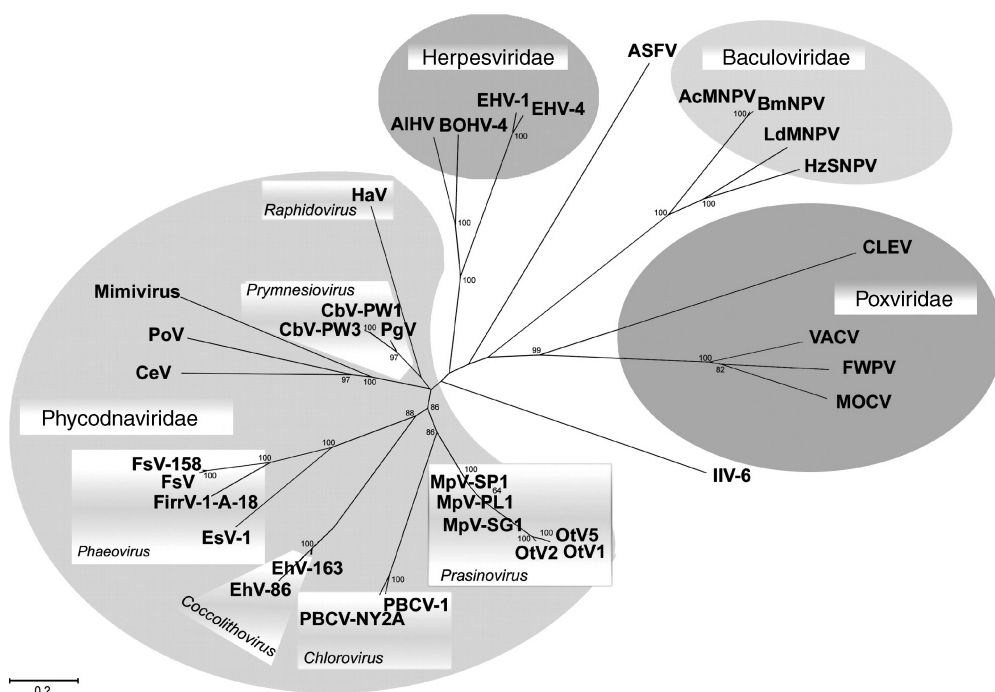 Herpesviridae
ASFV
Baculoviridae
EHV-1
EHV-4
AlHV
BOHV-4
100
AcMNPV
BmNPV
100
LdMNPV
HzSNPV
100
100
100
100
Raphidovirus
HaV
CLEV
Poxviridae
Mimivirus
Prymnesiovirus
CbV-PW1
CbV-PW3
100
PgV
97
PoV
CeV
97
100
99
VACV
100
82
FWPV
MOCV
Phycodnaviridae
88
86
86
100
FsV-158
FsV
100
100
FirrV-1-A-18
EsV-1
Phaeovirus
IIV-6
100
MpV-SP1
64
MpV-PL1
MpV-SG1
100
100
OtV5
OtV2
OtV1
Prasinovirus
100
EhV-163
EhV-86
Coccolithovirus
100
PBCV-1
PBCV-NY2A
Chlorovirus
0.2